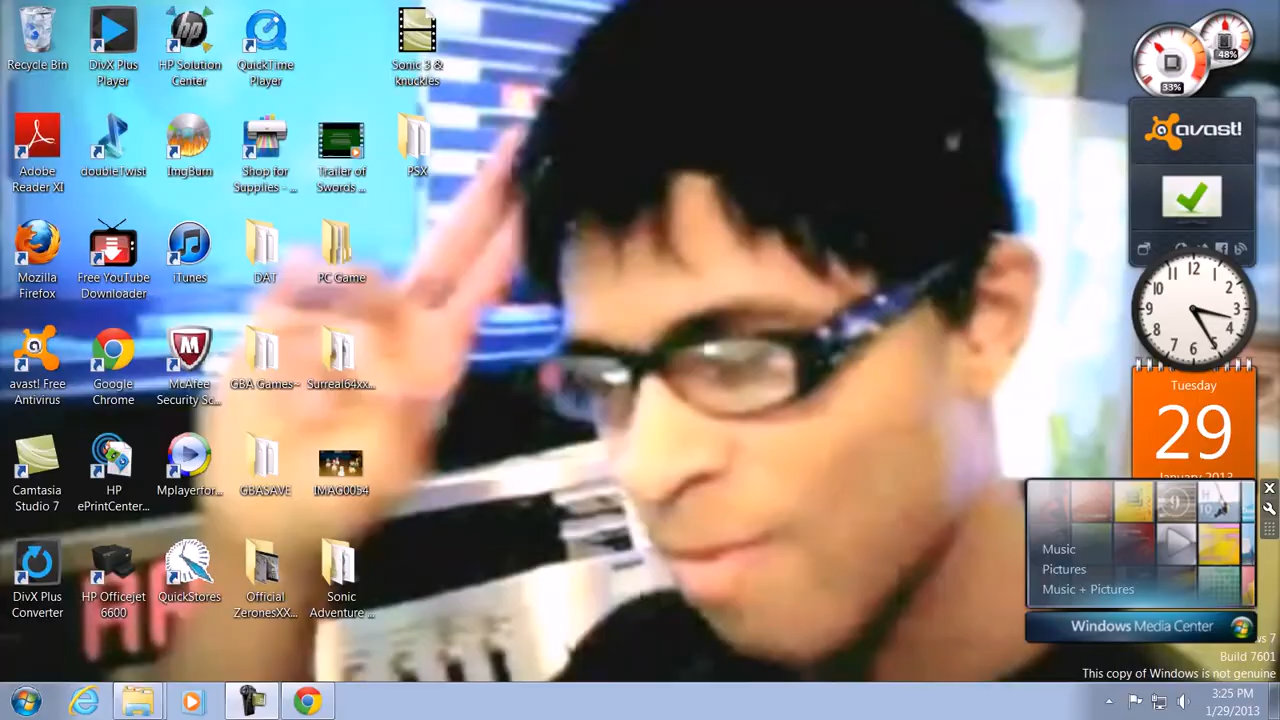 Recycle Bin
DivX Plus
Player
HP Solution
Center
QuickTime
Player
Sonic 3 &
knuckles
Adobe
Reader XI
doubleTwist
ImgBurn
Shop for
Supplies - ...
Trailer of
Swords ...
PSX
Mozilla
Firefox
Free YouTube
Downloader
iTunes
DAT
PC Game
avast! Free
Antivirus
Google
Chrome
McAfee
Security Sc...
GBA Games~
Surreal64xx...
Camtasia
Studio 7
HP
ePrintCenter...
Mplayerfor...
GBASAVE
IMAG0054
DivX Plus
Converter
HP Officejet
6600
QuickStores
Official
ZeronesXX...
Sonic
Adventure ...
48%
33%
avast!
12
1
2
3
4
5
6
7
8
9
10
11
Tuesday
29
January 2013
Music
Pictures
Music + Pictures
Windows Media Center
ws 7
Build 7601
This copy of Windows is not genuine
3:25 PM
1/29/2013